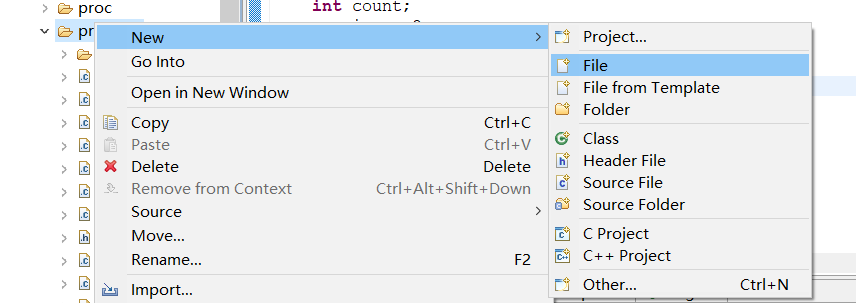 proc
int count;
pr
New
Go Into
Open in New Window
Copy Ctrl+C
Paste Ctrl+V
Delete Delete
Remove from Context Ctrl+Alt+Shift+Down
Source
Move...
Rename... F2
Import...
Project...
File
File from Template
Folder
Class
Header File
Source File
Source Folder
C Project
C++ Project
Other... Ctrl+N